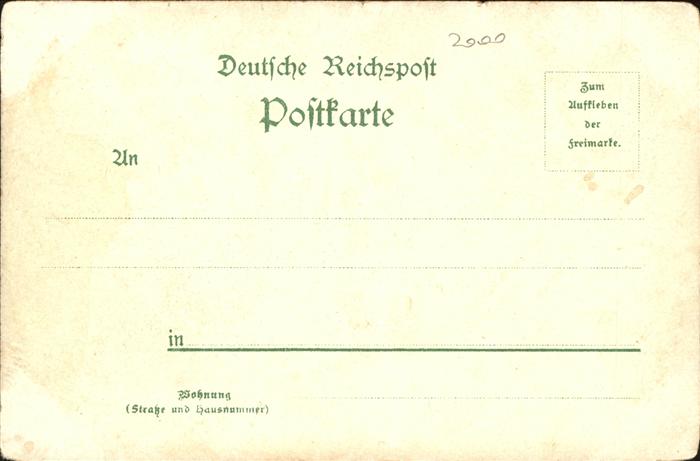 2000
Deutſche Reichspoſt
Poſtkarte
Zum
Aufkleben
der
Freimarke.
An
in
Wohnung
(Straße und Hausnummer)